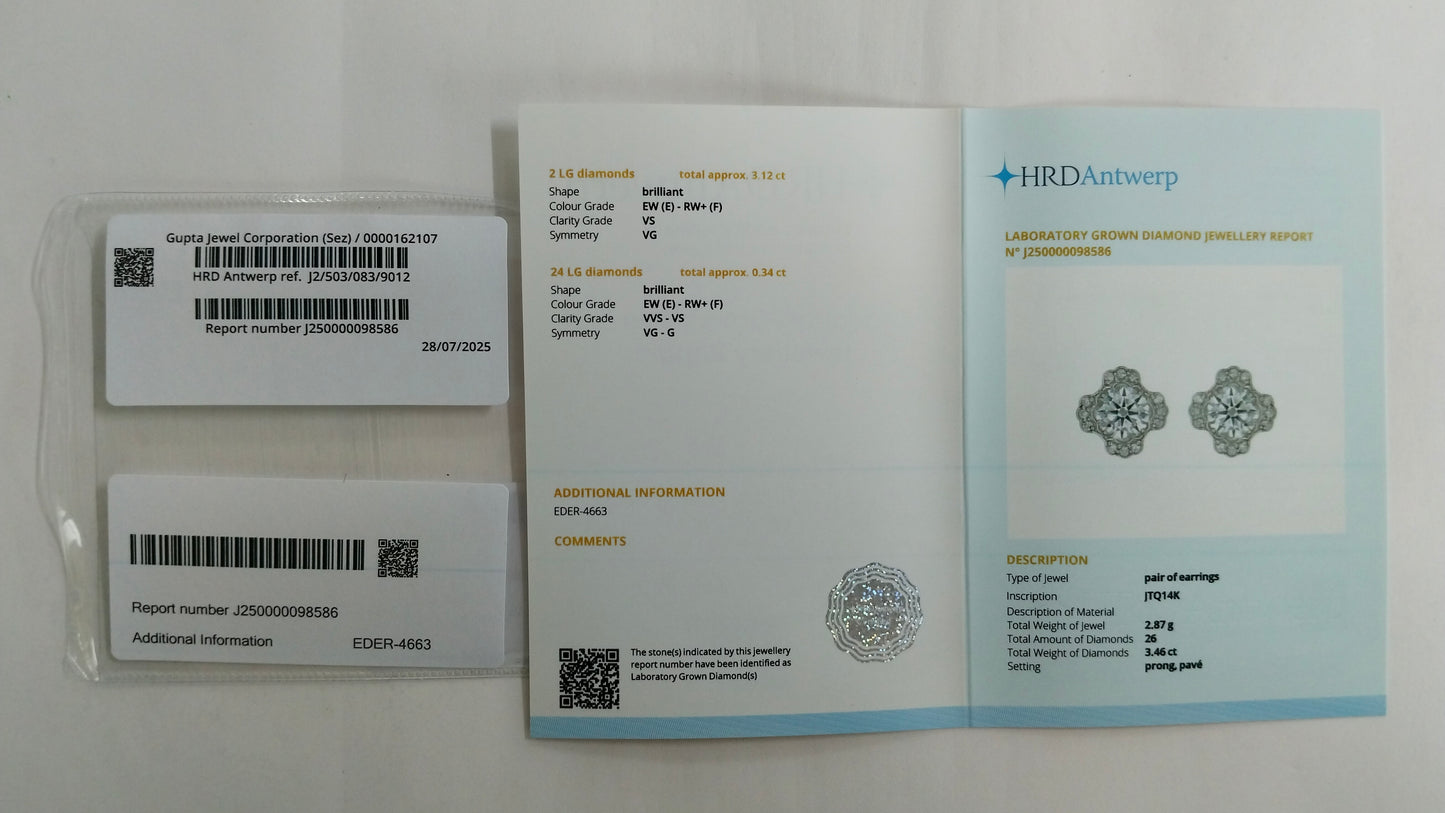 Gupta Jewel Corporation (Sez) / 0000162107
HRD Antwerp ref. J2/503/083/9012
Report number J250000098586
28/07/2025
Report number J250000098586
Additional Information EDER-4663
2 LG diamonds total approx. 3.12 ct
Shape brilliant
Colour Grade EW (E) - RW+ (F)
Clarity Grade VS
Symmetry VG
24 LG diamonds total approx. 0.34 ct
Shape brilliant
Colour Grade EW (E) - RW+ (F)
Clarity Grade VVS - VS
Symmetry VG - G
ADDITIONAL INFORMATION
EDER-4663
COMMENTS
The stone(s) indicated by this jewellery
report number have been identified as
Laboratory Grown Diamond(s)
HRDAntwerp
LABORATORY GROWN DIAMOND JEWELLERY REPORT
N° J250000098586
DESCRIPTION
Type of Jewel pair of earrings
Inscription JTQ14K
Description of Material
Total Weight of Jewel 2.87 g
Total Amount of Diamonds 26
Total Weight of Diamonds 3.46 ct
Setting prong, pavé